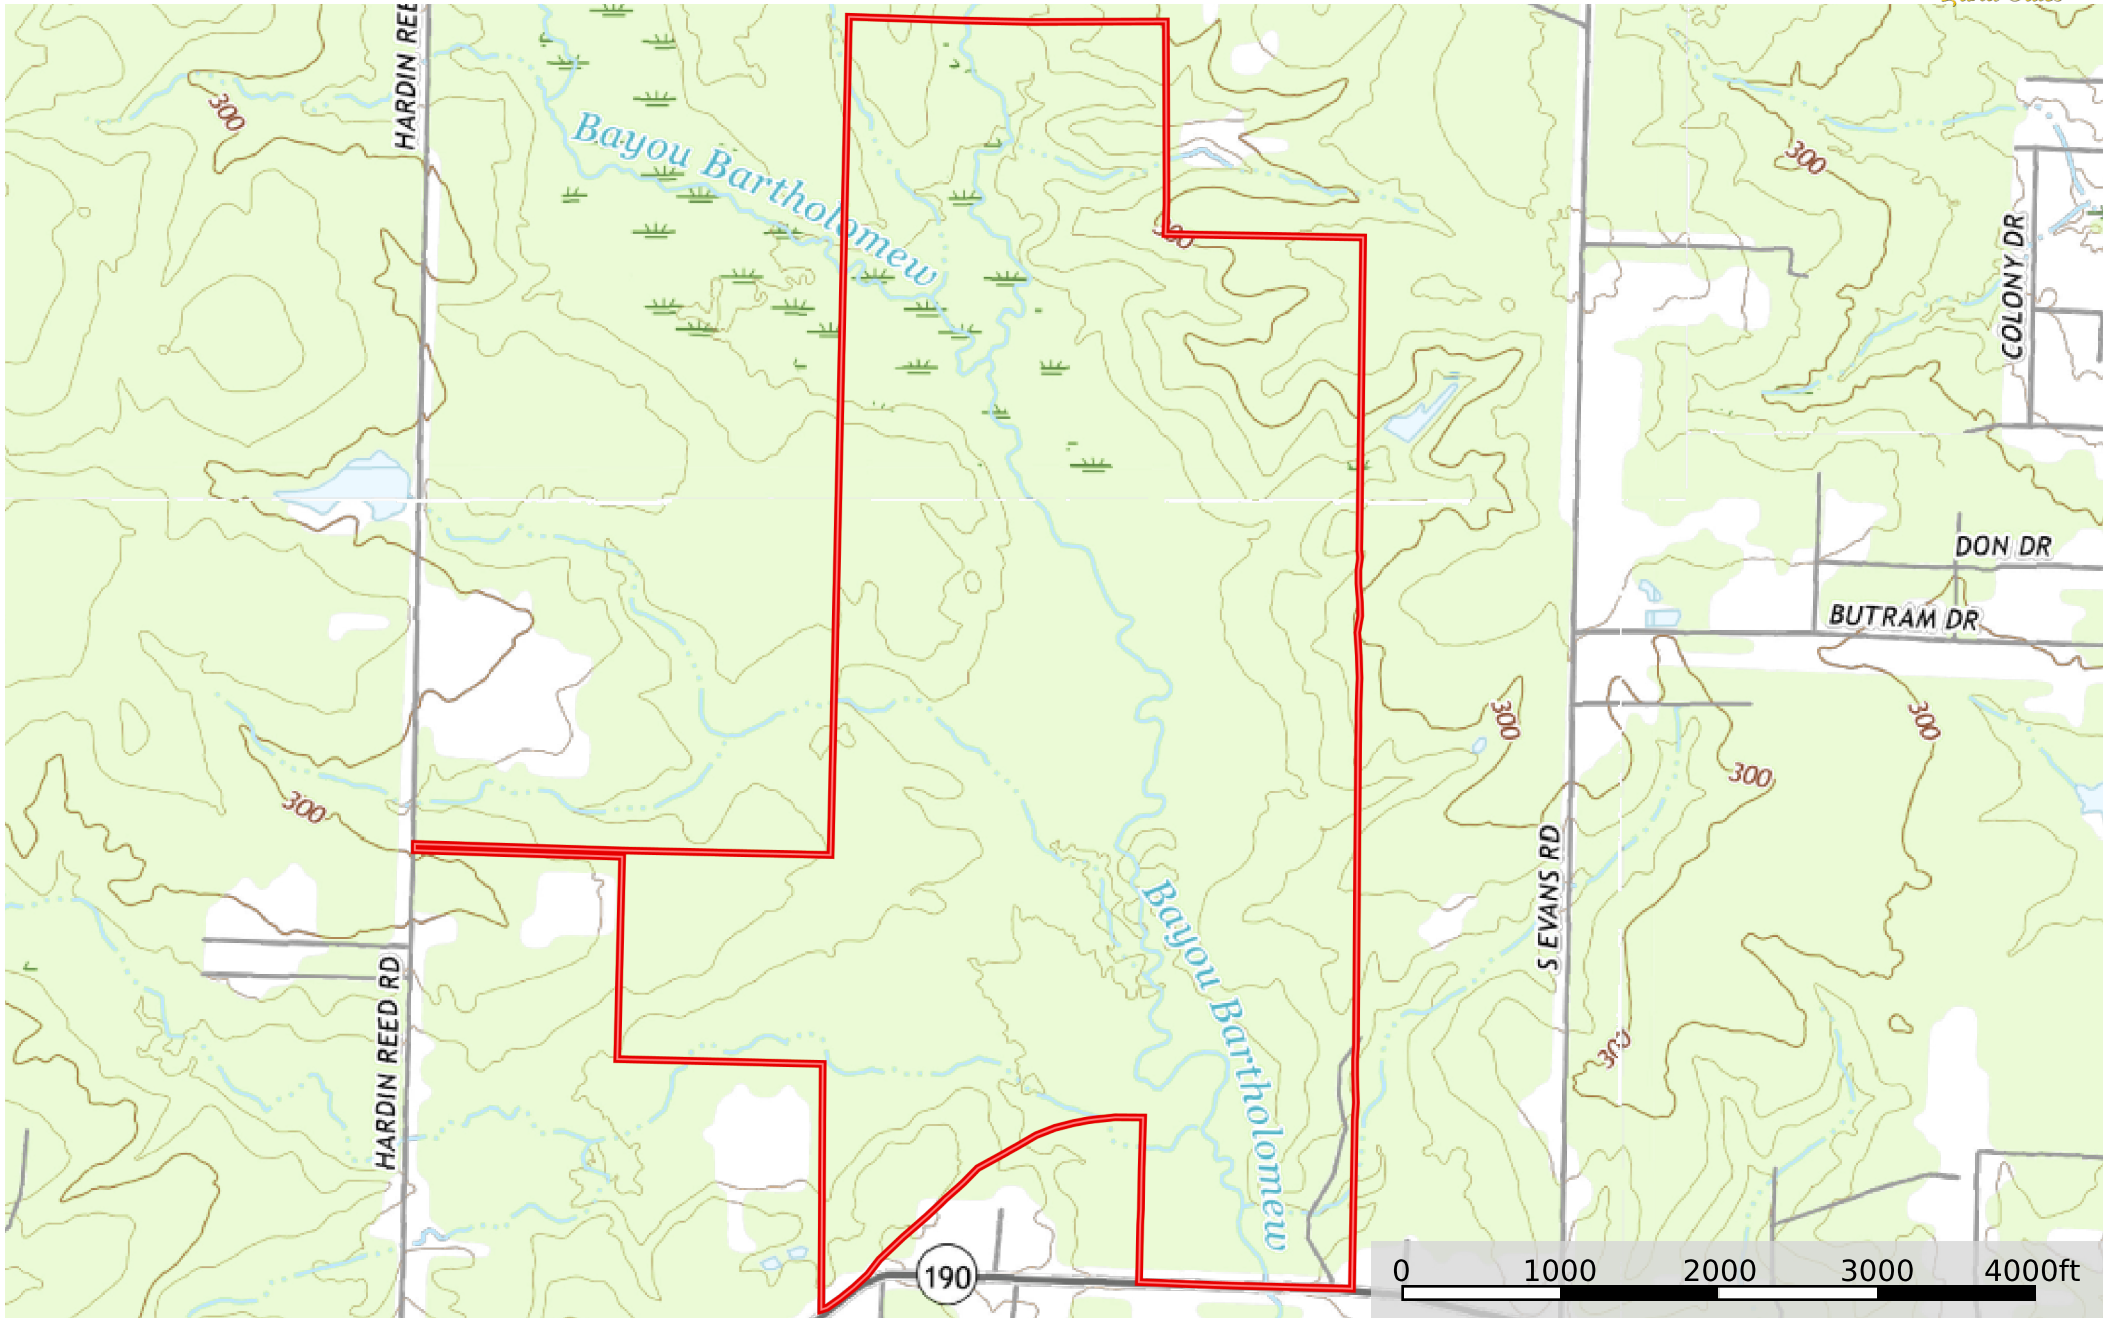 HARDIN REE
300
Bayou Bartholomew
300
300
COLONY DR
DON DR
BUTRAM DR
300
300
300
300
S EVANS RD
Bayou Bartholomew
HARDIN REED RD
300
190
0 1000 2000 3000 4000ft